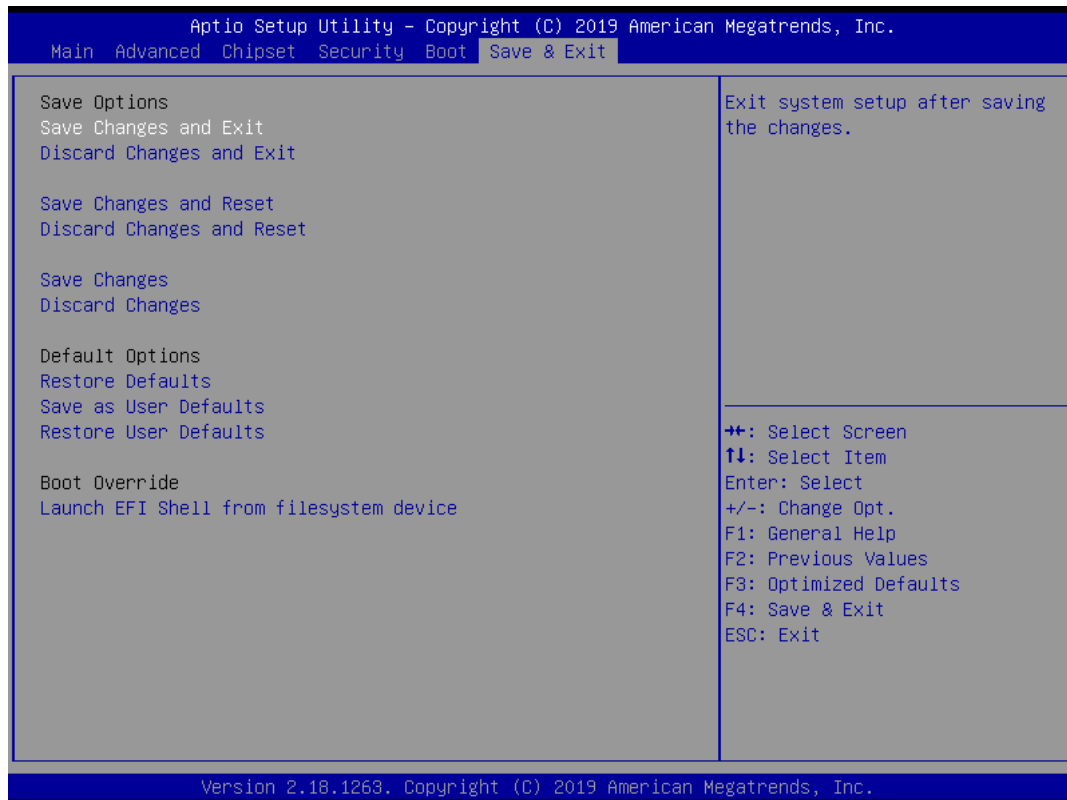 Aptio Setup Utility – Copyright (C) 2019 American Megatrends, Inc.
Main Advanced Chipset Security Boot Save & Exit
Save Options
Save Changes and Exit
Discard Changes and Exit
Save Changes and Reset
Discard Changes and Reset
Save Changes
Discard Changes
Default Options
Restore Defaults
Save as User Defaults
Restore User Defaults
Boot Override
Launch EFI Shell from filesystem device
Exit system setup after saving
the changes.
→←: Select Screen
↑↓: Select Item
Enter: Select
+/-: Change Opt.
F1: General Help
F2: Previous Values
F3: Optimized Defaults
F4: Save & Exit
ESC: Exit
Version 2.18.1263. Copyright (C) 2019 American Megatrends, Inc.